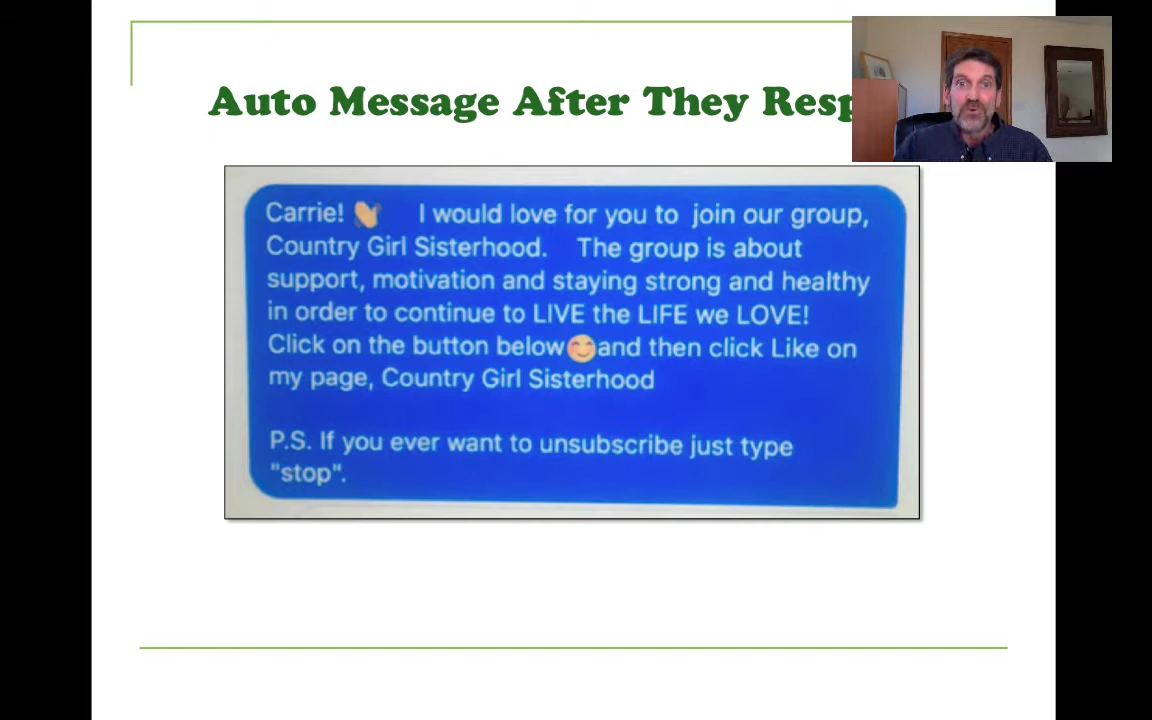 Auto Message After They Resp
Carrie! 👋 I would love for you to join our group,
Country Girl Sisterhood. The group is about
support, motivation and staying strong and healthy
in order to continue to LIVE the LIFE we LOVE!
Click on the button below😊and then click Like on
my page, Country Girl Sisterhood
P.S. If you ever want to unsubscribe just type
"stop".